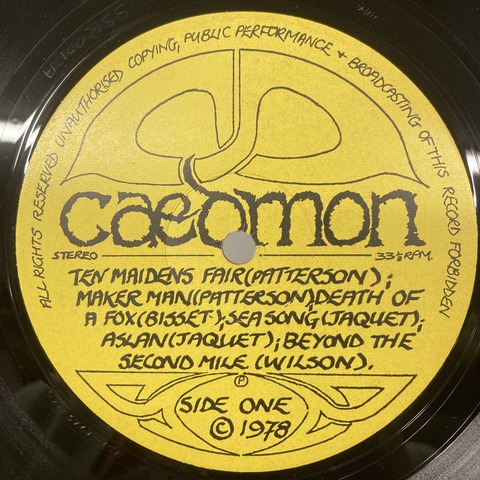 ALL RIGHTS RESERVED UNAUTHORISED COPYING, PUBLIC PERFORMANCE + BROADCASTING OF THIS RECORD FORBIDDEN
caedmon
STEREO 33⅓ R.P.M.
TEN MAIDENS FAIR(PATTERSON);
MAKER MAN(PATTERSON)DEATH OF
A FOX(BISSET);SEA SONG(JAQUET);
ASLAN(JAQUET); BEYOND THE
SECOND MILE (WILSON).
Ⓟ
SIDE ONE
© 1978